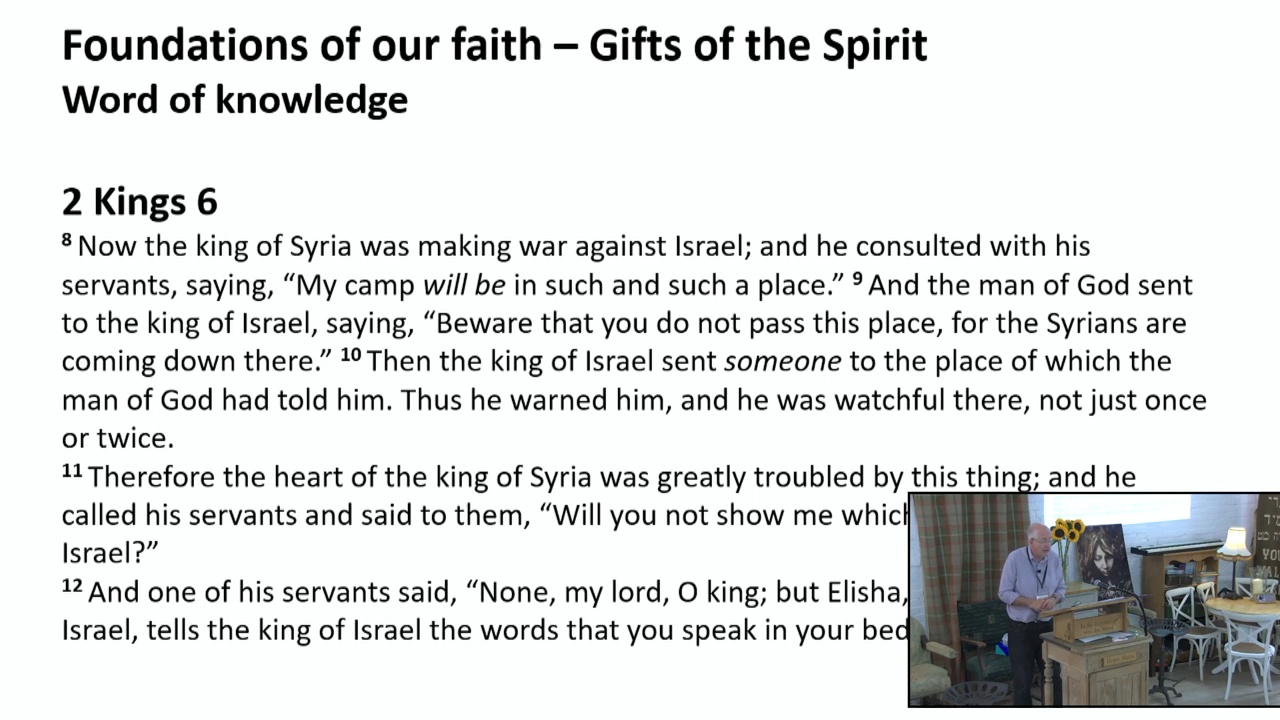 Foundations of our faith – Gifts of the Spirit
Word of knowledge
2 Kings 6
8 Now the king of Syria was making war against Israel; and he consulted with his
servants, saying, “My camp will be in such and such a place.” 9 And the man of God sent
to the king of Israel, saying, “Beware that you do not pass this place, for the Syrians are
coming down there.” 10 Then the king of Israel sent someone to the place of which the
man of God had told him. Thus he warned him, and he was watchful there, not just once
or twice.
11 Therefore the heart of the king of Syria was greatly troubled by this thing; and he
called his servants and said to them, “Will you not show me which
Israel?”
12 And one of his servants said, “None, my lord, O king; but Elisha,
Israel, tells the king of Israel the words that you speak in your bed